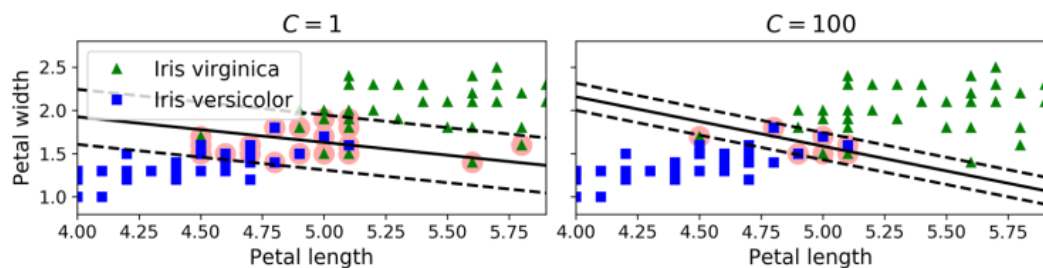 C = 1
Petal width
2.5
2.0
1.5
1.0
Iris virginica
Iris versicolor
4.00 4.25 4.50 4.75 5.00 5.25 5.50 5.75
Petal length
C = 100
4.00 4.25 4.50 4.75 5.00 5.25 5.50 5.75
Petal length